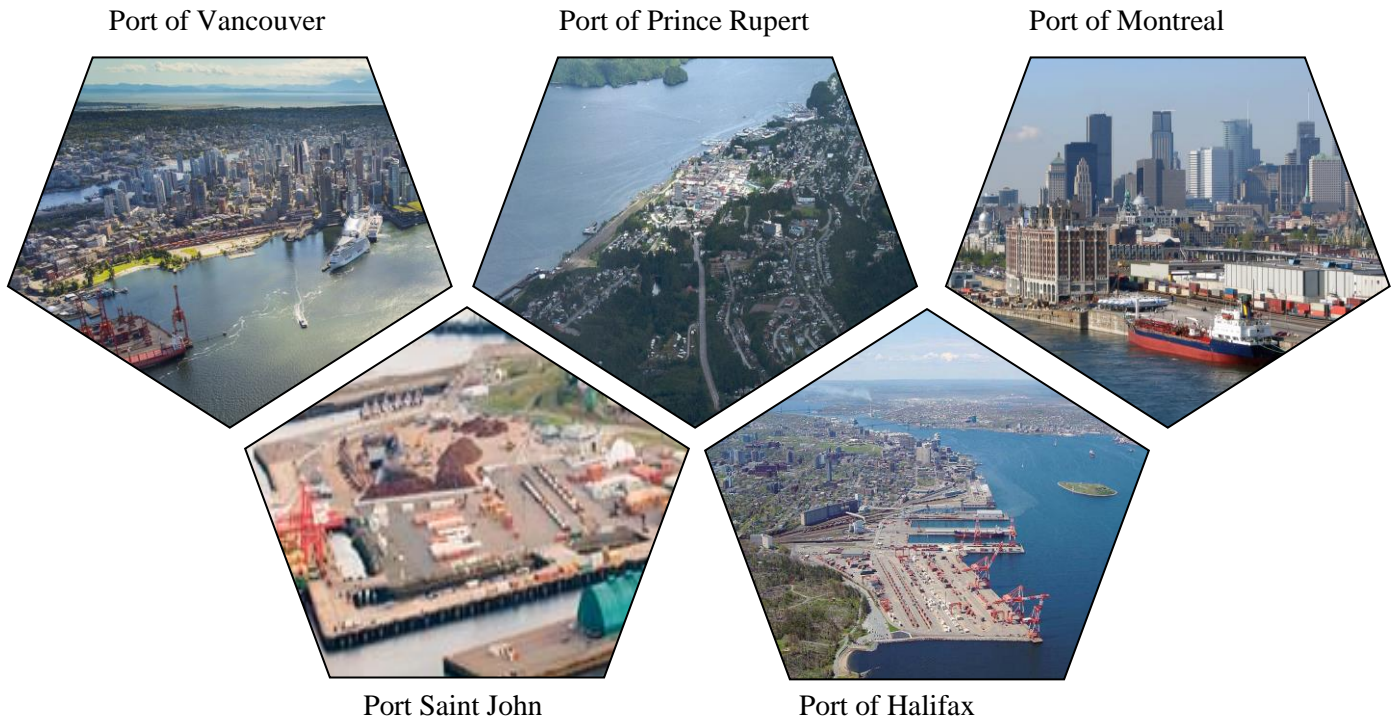 Port of Vancouver
Port of Prince Rupert
Port of Montreal
Port Saint John
Port of Halifax